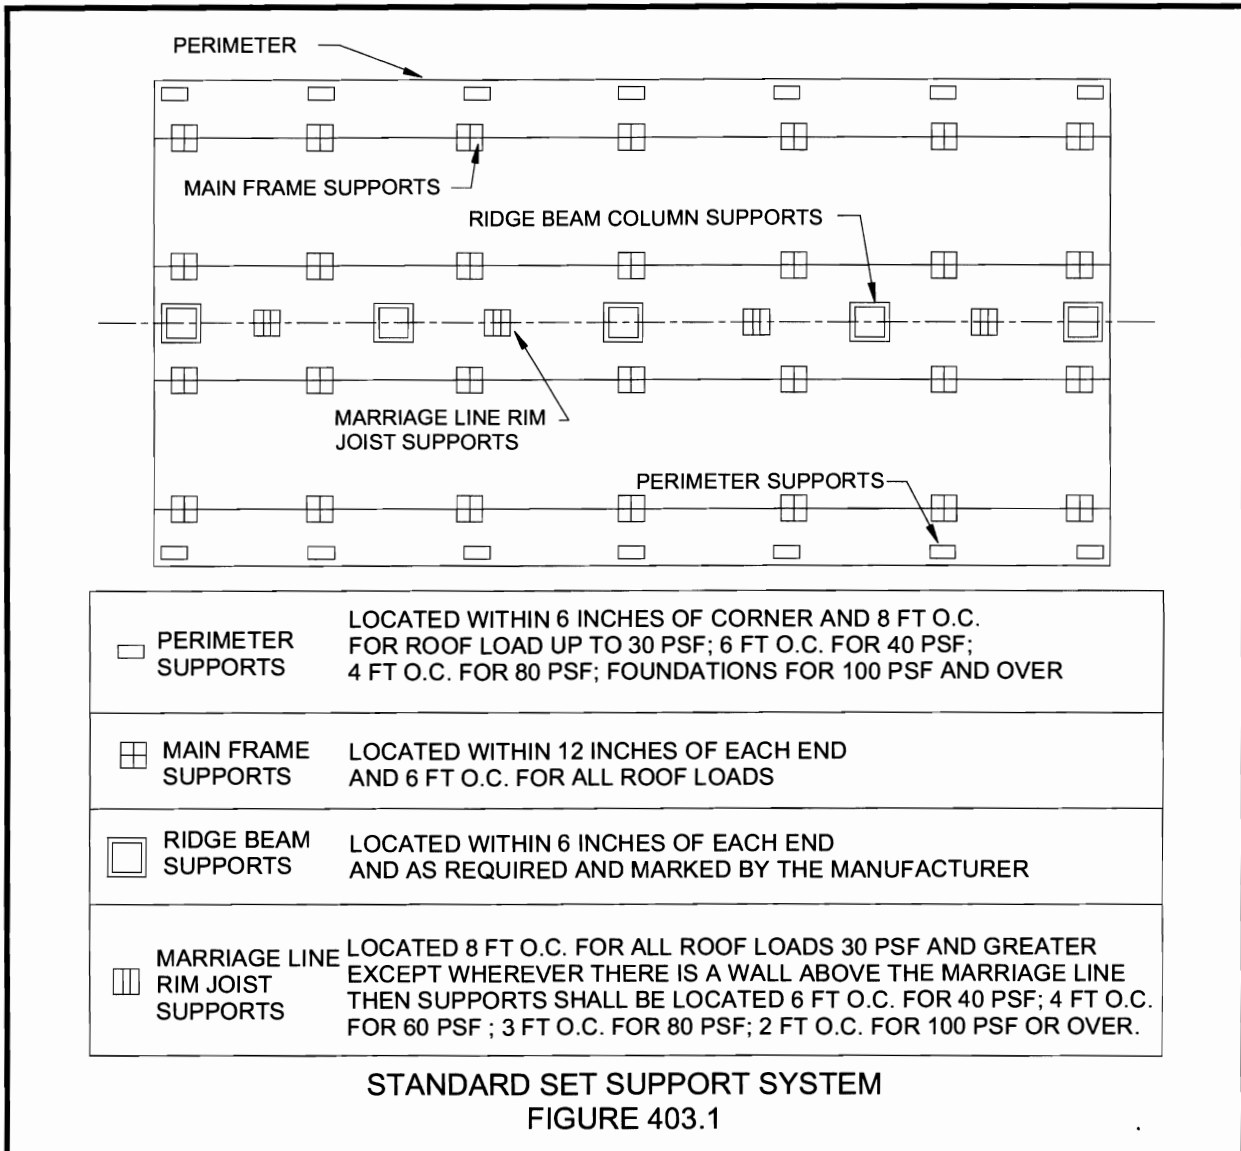 PERIMETER
MAIN FRAME SUPPORTS
RIDGE BEAM COLUMN SUPPORTS
MARRIAGE LINE RIM
JOIST SUPPORTS
PERIMETER SUPPORTS
PERIMETER
SUPPORTS
LOCATED WITHIN 6 INCHES OF CORNER AND 8 FT O.C.
FOR ROOF LOAD UP TO 30 PSF; 6 FT O.C. FOR 40 PSF;
4 FT O.C. FOR 80 PSF; FOUNDATIONS FOR 100 PSF AND OVER
MAIN FRAME
SUPPORTS
LOCATED WITHIN 12 INCHES OF EACH END
AND 6 FT O.C. FOR ALL ROOF LOADS
RIDGE BEAM
SUPPORTS
LOCATED WITHIN 6 INCHES OF EACH END
AND AS REQUIRED AND MARKED BY THE MANUFACTURER
MARRIAGE LINE
RIM JOIST
SUPPORTS
LOCATED 8 FT O.C. FOR ALL ROOF LOADS 30 PSF AND GREATER
EXCEPT WHEREVER THERE IS A WALL ABOVE THE MARRIAGE LINE
THEN SUPPORTS SHALL BE LOCATED 6 FT O.C. FOR 40 PSF; 4 FT O.C.
FOR 60 PSF ; 3 FT O.C. FOR 80 PSF; 2 FT O.C. FOR 100 PSF OR OVER.
STANDARD SET SUPPORT SYSTEM
FIGURE 403.1